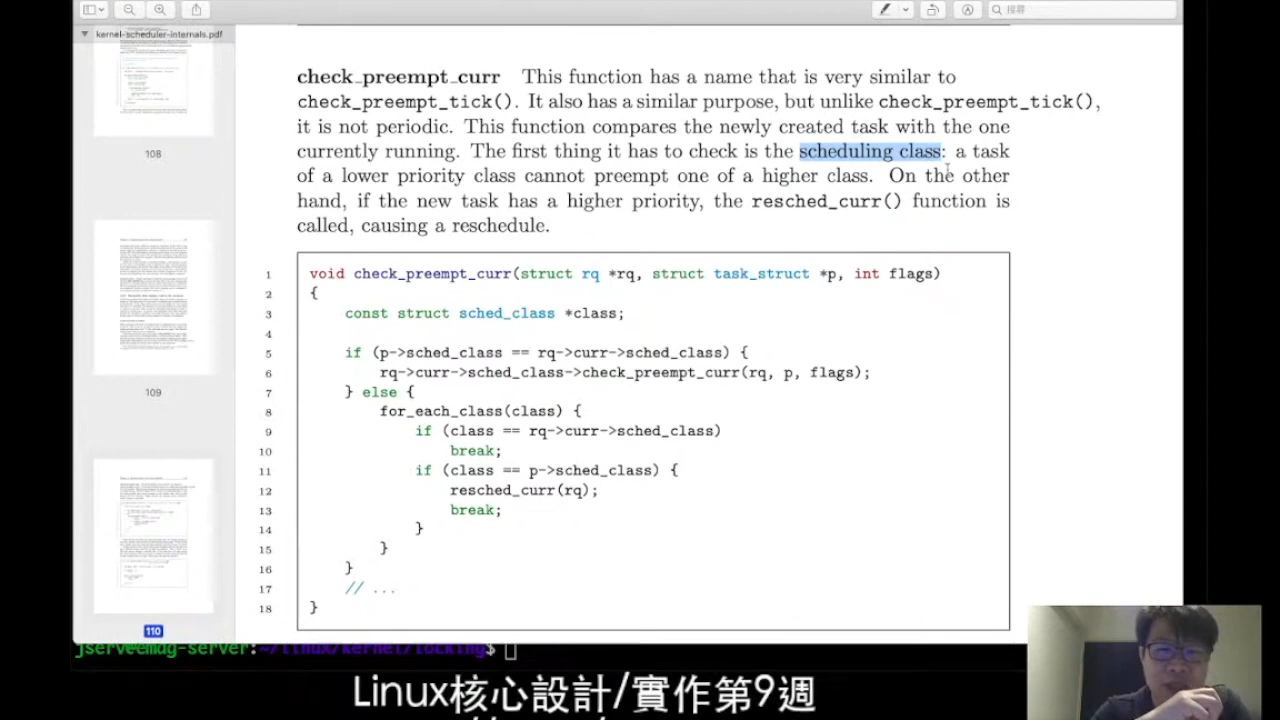 搜尋
kernel-scheduler-internals.pdf
108
109
110
check_preempt_curr This function has a name that is very similar to
check_preempt_tick(). It also has a similar purpose, but unlike check_preempt_tick(),
it is not periodic. This function compares the newly created task with the one
currently running. The first thing it has to check is the scheduling class: a task
of a lower priority class cannot preempt one of a higher class. On the other
hand, if the new task has a higher priority, the resched_curr() function is
called, causing a reschedule.
1 void check_preempt_curr(struct rq *rq, struct task_struct *p, int flags)
2 {
3 const struct sched_class *class;
4
5 if (p->sched_class == rq->curr->sched_class) {
6 rq->curr->sched_class->check_preempt_curr(rq, p, flags);
7 } else {
8 for_each_class(class) {
9 if (class == rq->curr->sched_class)
10 break;
11 if (class == p->sched_class) {
12 resched_curr(rq);
13 break;
14 }
15 }
16 }
17 // ...
18 }
jserv@emag-server:~/linux/kernel/locking$
Linux核心設計/實作第9週